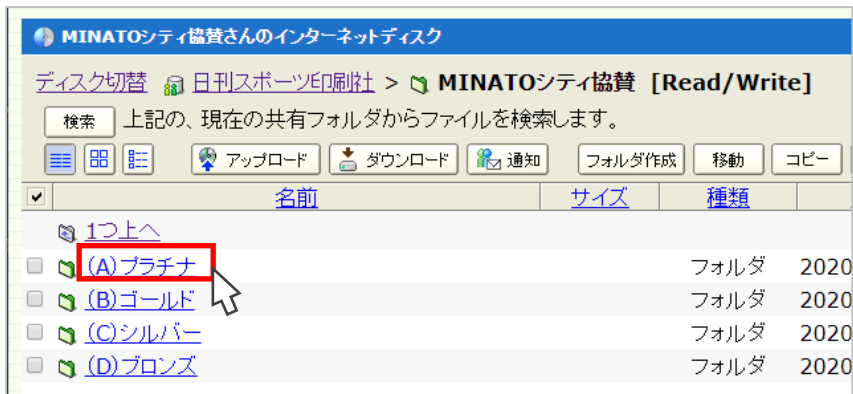 MINATOシティ協賛さんのインターネットディスク
ディスク切替 日刊スポーツ印刷社 > MINATOシティ協賛 [Read/Write]
検索 上記の、現在の共有フォルダからファイルを検索します。
アップロード ダウンロード 通知 フォルダ作成 移動 コピー
名前 サイズ 種類
1つ上へ
(A)プラチナ フォルダ 2020
(B)ゴールド フォルダ 2020
(C)シルバー フォルダ 2020
(D)ブロンズ フォルダ 2020